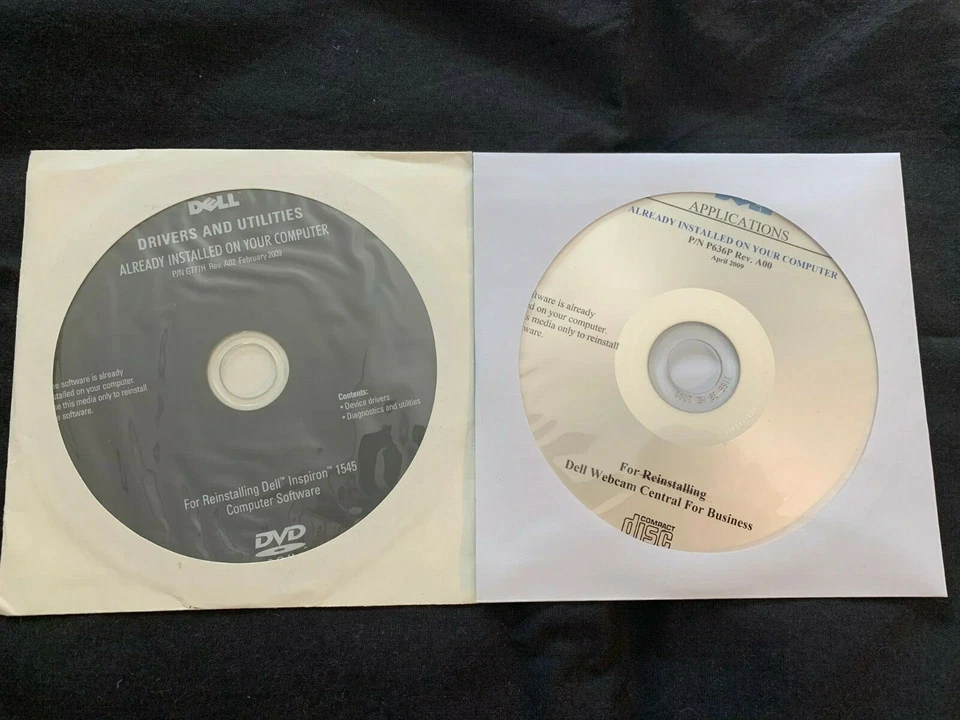 DELL™
DRIVERS AND UTILITIES
ALREADY INSTALLED ON YOUR COMPUTER
P/N G777H Rev. A02 February 2009
e software is already
talled on your computer.
e this media only to reinstall
e software.
Contents:
• Device drivers
• Diagnostics and utilities
For Reinstalling Dell™ Inspiron™ 1545
Computer Software
DVD
DELL
APPLICATIONS
ALREADY INSTALLED ON YOUR COMPUTER
P/N P636P Rev. A00
April 2009
tware is already
d on your computer.
s media only to reinstall
ware.
For Reinstalling
Dell Webcam Central For Business
COMPACT
disc